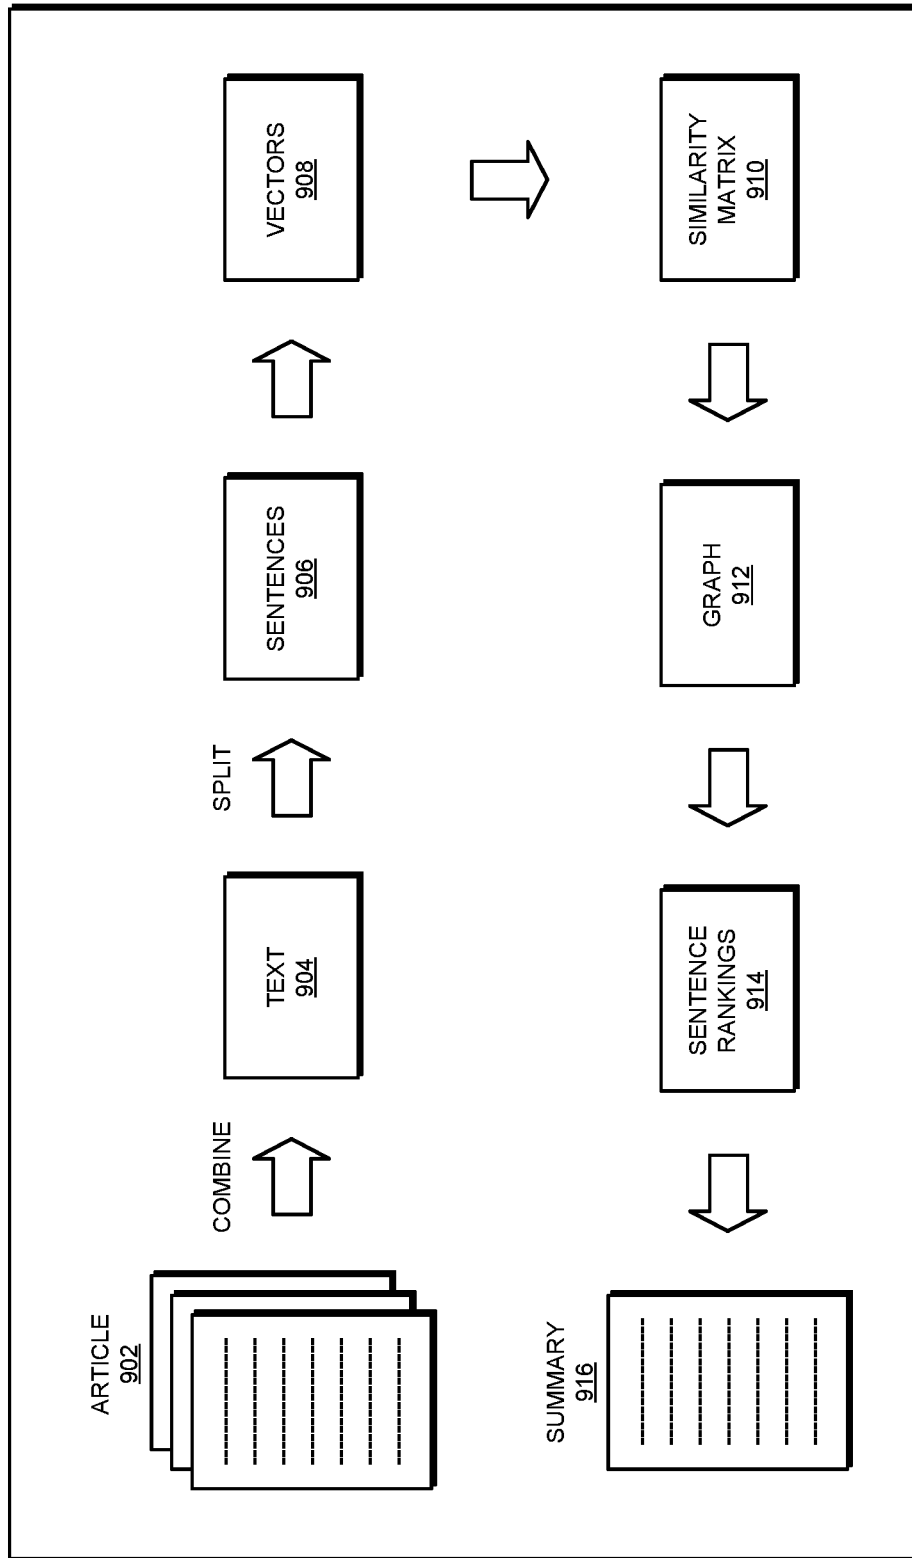 ARTICLE
902
COMBINE
TEXT
904
SPLIT
SENTENCES
906
VECTORS
908
SIMILARITY
MATRIX
910
GRAPH
912
SENTENCE
RANKINGS
914
SUMMARY
916